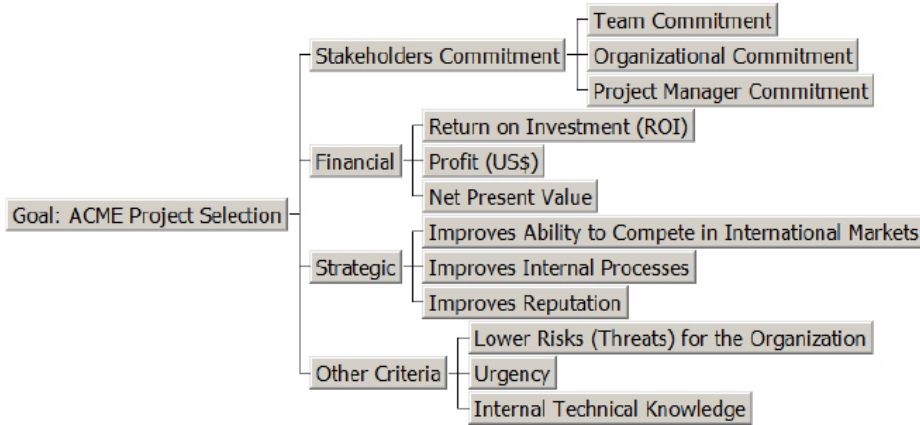 Team Commitment
Stakeholders Commitment
Organizational Commitment
Project Manager Commitment
Return on Investment (ROI)
Financial
Profit (US$)
Net Present Value
Goal: ACME Project Selection
Improves Ability to Compete in International Markets
Strategic
Improves Internal Processes
Improves Reputation
Lower Risks (Threats) for the Organization
Other Criteria
Urgency
Internal Technical Knowledge